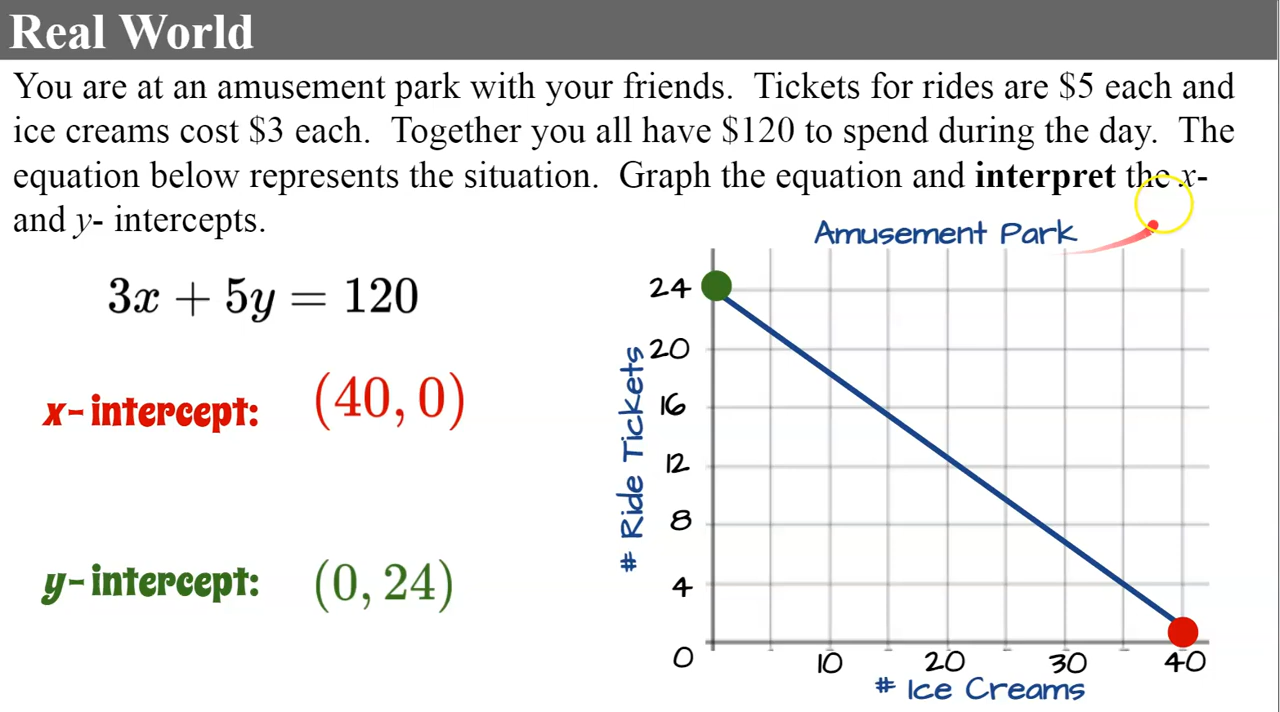 Real World
You are at an amusement park with your friends. Tickets for rides are $5 each and
ice creams cost $3 each. Together you all have $120 to spend during the day. The
equation below represents the situation. Graph the equation and interpret the x-
and y- intercepts.
3x + 5y = 120
x- intercept: (40, 0)
y- intercept: (0, 24)
Amusement Park
# Ride Tickets
24
20
16
12
8
4
0 10 20 30 40
# Ice Creams